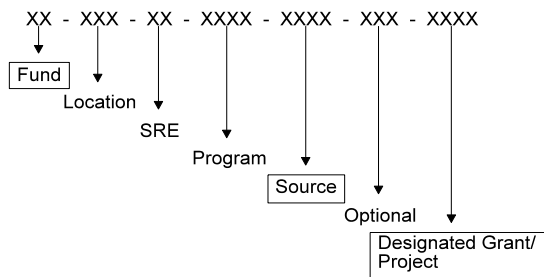 XX - XXX - XX - XXXX - XXXX - XXX - XXXX
Fund
Location
SRE
Program
Source
Optional
Designated Grant/
Project